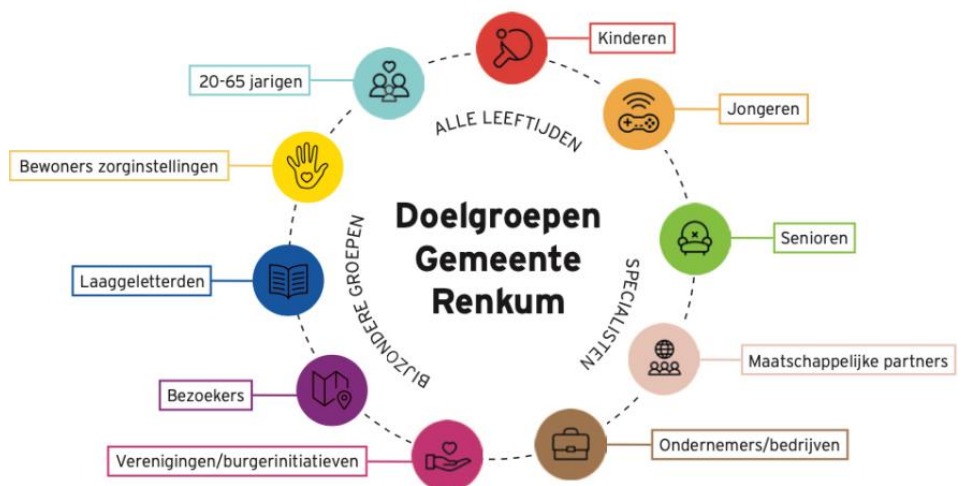 Kinderen
20-65 jarigen
ALLE LEEFTIJDEN
Jongeren
Bewoners zorginstellingen
Doelgroepen
Gemeente
Renkum
Senioren
Laaggeletterden
BIJZONDERE GROEPEN
SPECIALISTEN
Maatschappelijke partners
Bezoekers
Ondernemers/bedrijven
Verenigingen/burgerinitiatieven